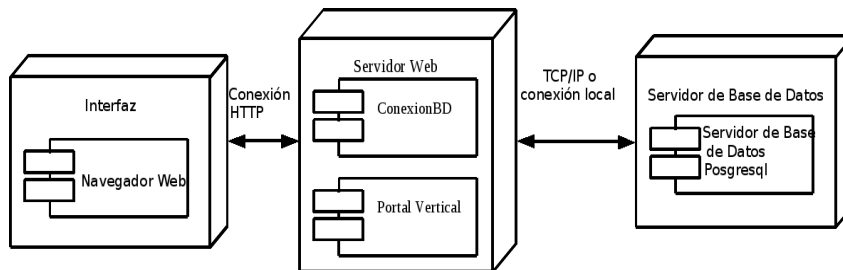 Interfaz
Navegador Web
Conexión
HTTP
Servidor Web
ConexionBD
Portal Vertical
TCP/IP o
conexión local
Servidor de Base de Datos
Servidor de Base
de Datos
Posgresql